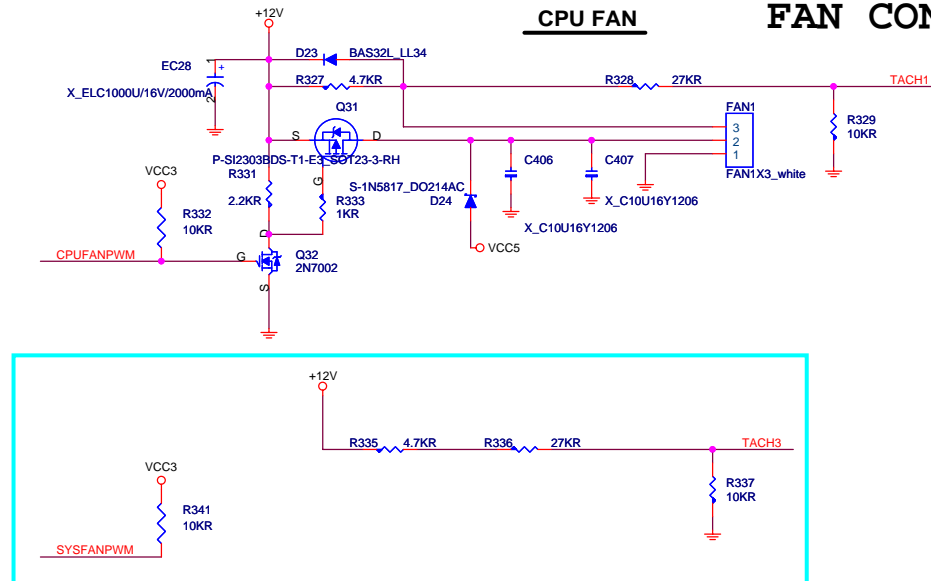 CPU FAN
FAN CON
+12V
D23 BAS32L_LL34
EC28
1
+
2
X_ELC1000U/16V/2000mA
R327 4.7KR
R328 27KR
TACH1
Q31
S
D
G
P-SI2303BDS-T1-E3_SOT23-3-RH
FAN1
3
2
1
FAN1X3_white
R329
10KR
R331
2.2KR
R333
1KR
S-1N5817_DO214AC
D24
VCC5
C406
X_C10U16Y1206
C407
X_C10U16Y1206
VCC3
R332
10KR
CPUFANPWM
G
D
S
Q32
2N7002
+12V
R335 4.7KR
R336 27KR
TACH3
R337
10KR
VCC3
R341
10KR
SYSFANPWM